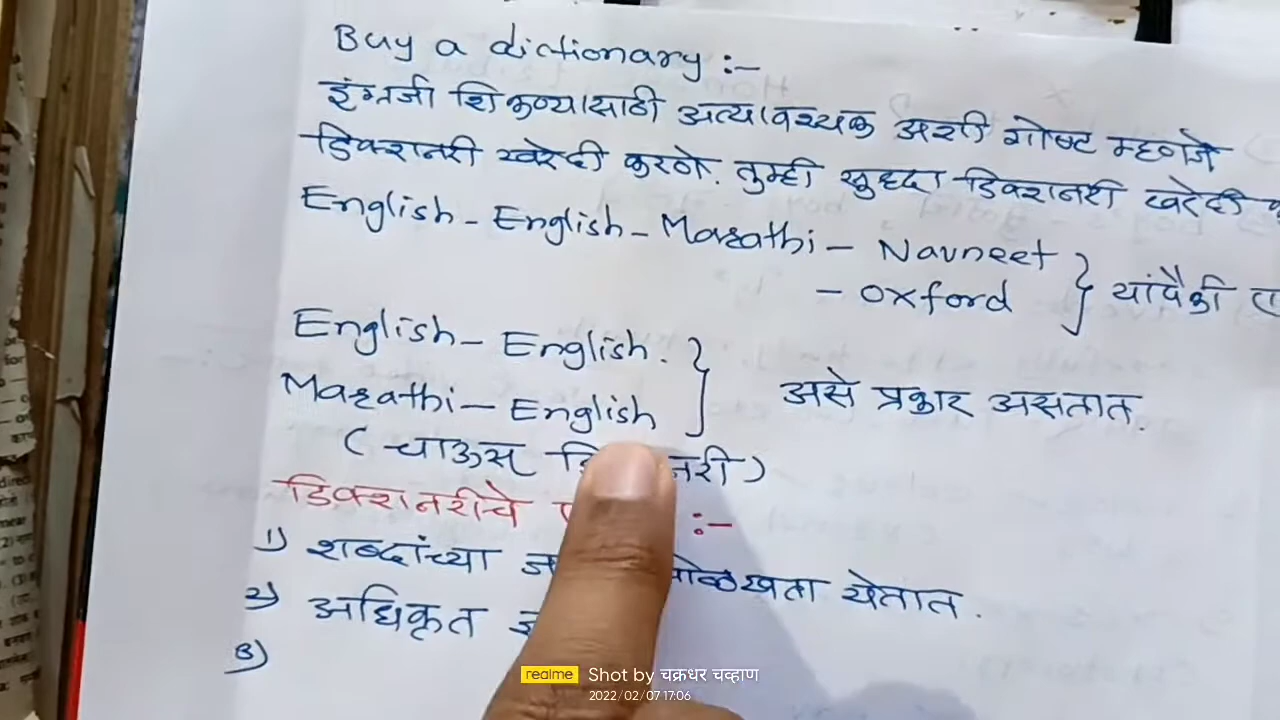 Buy a dictionary :-
इंग्रजी शिकण्यासाठी अत्यावश्यक अशी गोष्ट म्हणजे
डिक्शनरी खरेदी करणे. तुम्ही सुद्धा डिक्शनरी खरेदी
English - English - Marathi - Navneet
- Oxford } यांपैकी
English - English.
Marathi - English } असे प्रकार असतात.
( चाऊस )
डिक्शनरीचे :-
1) शब्दांच्या ओळखता येतात.
2) अधिकृत
3)
realme Shot by चक्रधर चव्हाण
2022/02/07 17:06